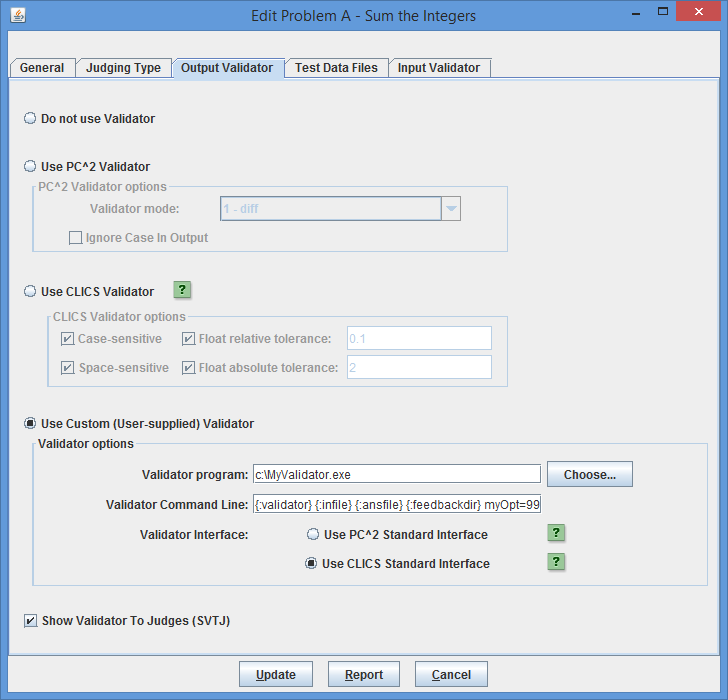 Edit Problem A - Sum the Integers
General Judging Type Output Validator Test Data Files Input Validator
Do not use Validator
Use PC^2 Validator
PC^2 Validator options
Validator mode: 1 - diff
Ignore Case In Output
Use CLICS Validator ?
CLICS Validator options
Case-sensitive Float relative tolerance: 0.1
Space-sensitive Float absolute tolerance: 2
Use Custom (User-supplied) Validator
Validator options
Validator program: c:\MyValidator.exe Choose...
Validator Command Line: {:validator} {:infile} {:ansfile} {:feedbackdir} myOpt=99
Validator Interface: Use PC^2 Standard Interface ?
Use CLICS Standard Interface ?
Show Validator To Judges (SVTJ)
Update Report Cancel